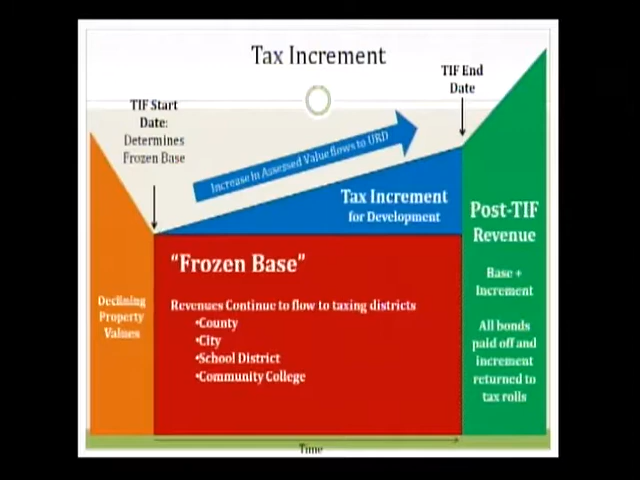 Tax Increment
TIF Start
Date:
Determines
Frozen Base
TIF End
Date
Increase in Assessed Value flows to URD
Tax Increment
for Development
Declining
Property
Values
"Frozen Base"
Revenues Continue to flow to taxing districts
•County
•City
•School District
•Community College
Post-TIF
Revenue
Base +
Increment
All bonds
paid off and
increment
returned to
tax rolls
Time